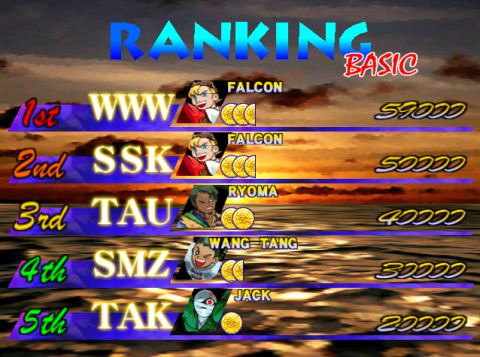 RANKING
BASIC
FALCON
1st WWW 59000
FALCON
2nd SSK 50000
RYOMA
3rd TAU 40000
WANG-TANG
4th SMZ 30000
JACK
5th TAK 20000